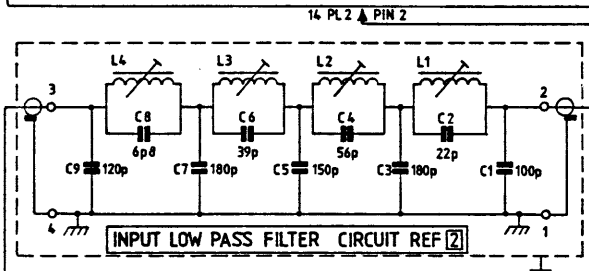 14 PL 2 PIN 2
L4 L3 L2 L1
3 2
C8 C6 C4 C2
6p8 39p 56p 22p
C9 120p C7 180p C5 150p C3 180p C1 100p
4 1
INPUT LOW PASS FILTER CIRCUIT REF 2